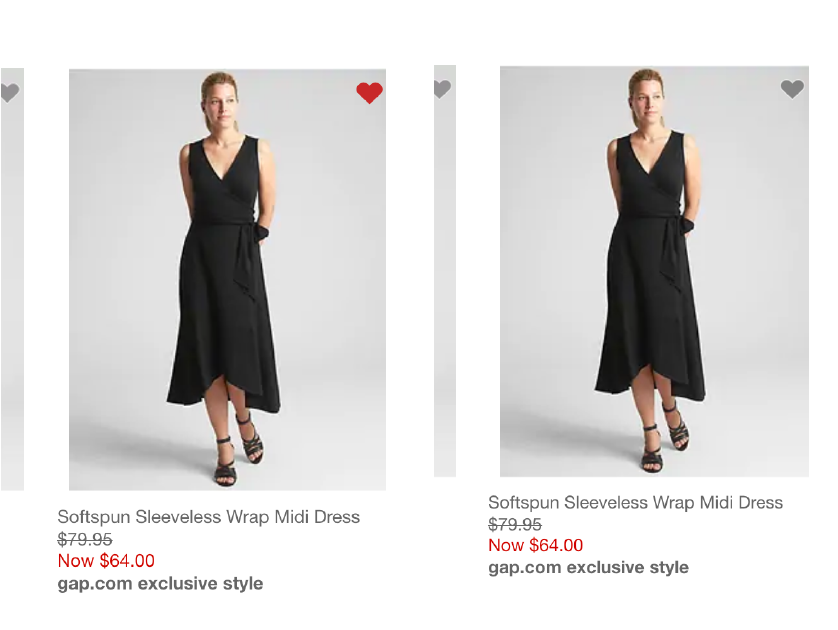 Softspun Sleeveless Wrap Midi Dress
$79.95
Now $64.00
gap.com exclusive style
Softspun Sleeveless Wrap Midi Dress
$79.95
Now $64.00
gap.com exclusive style